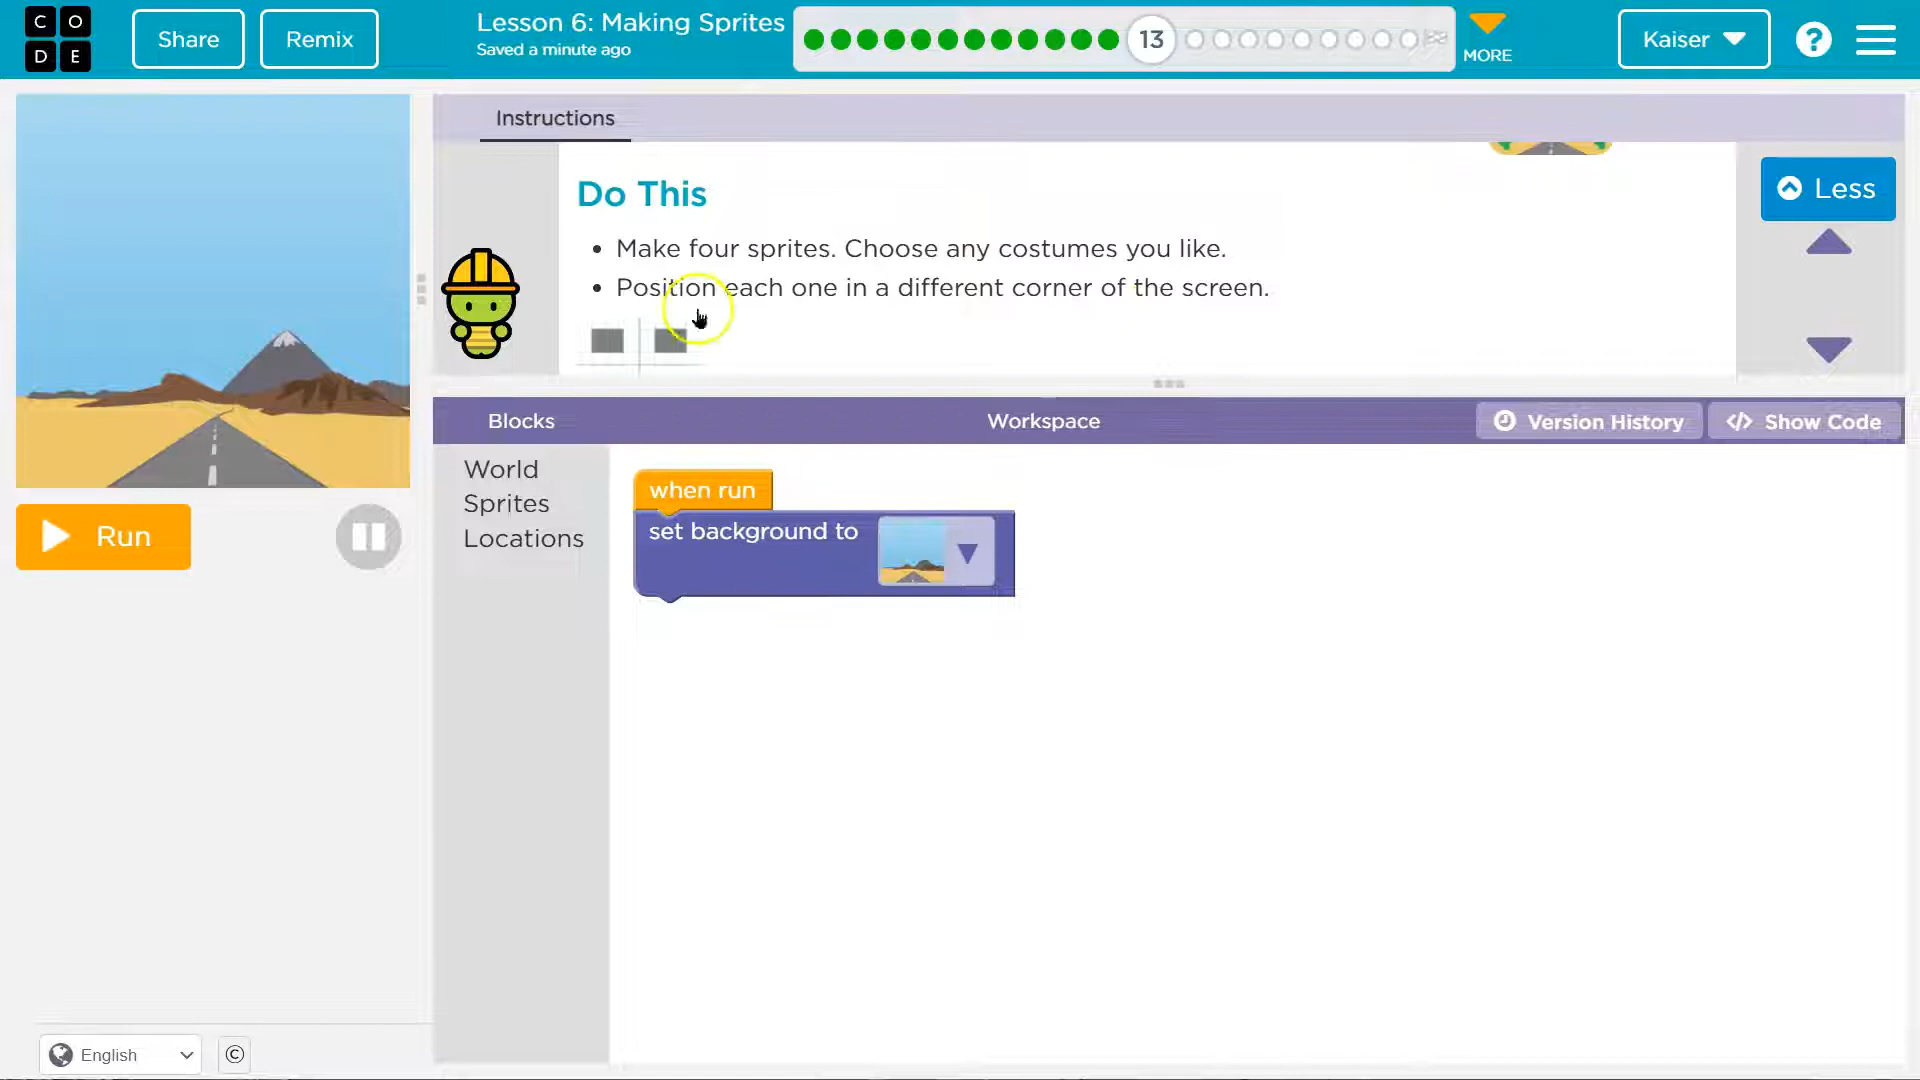 C O
D E
Share
Remix
Lesson 6: Making Sprites
Saved a minute ago
13
MORE
Kaiser
?
Instructions
Do This
Less
• Make four sprites. Choose any costumes you like.
• Position each one in a different corner of the screen.
Blocks
Workspace
Version History
</> Show Code
World
Sprites
Locations
when run
set background to
Run
English
©